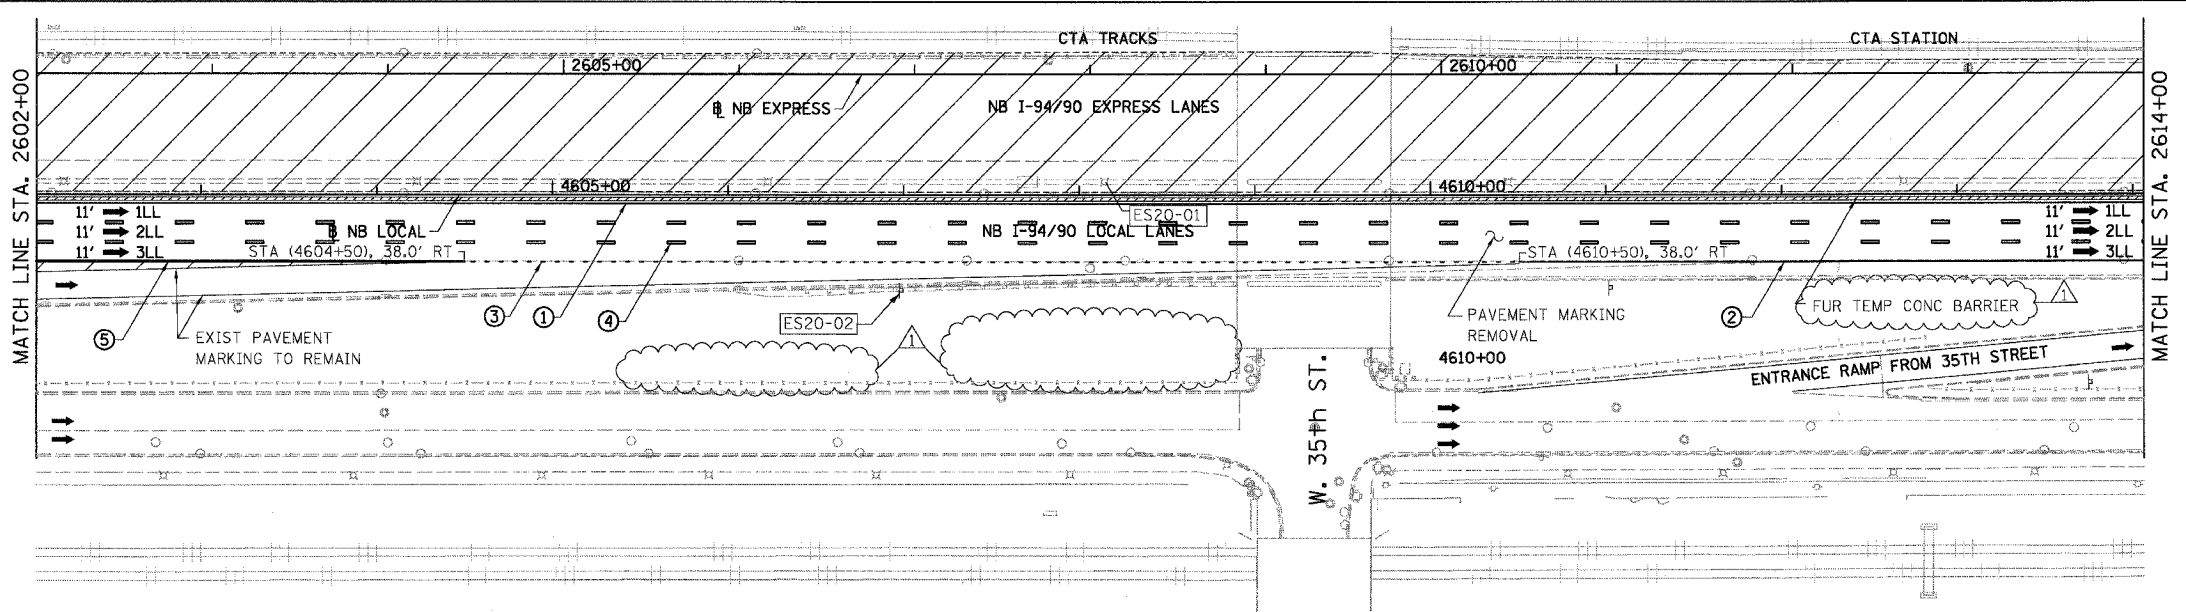 CTA TRACKS
CTA STATION
MATCH LINE STA. 2602+00
2605+00
2610+00
MATCH LINE STA. 2614+00
℄ NB EXPRESS
NB I-94/90 EXPRESS LANES
4605+00
4610+00
11' 1LL
11' 2LL
11' 3LL
NB LOCAL
STA (4604+50), 38.0' RT
ES20-01
NB I-94/90 LOCAL LANES
STA (4610+50), 38.0' RT
11' 1LL
11' 2LL
11' 3LL
5
EXIST PAVEMENT
MARKING TO REMAIN
3
1
4
ES20-02
1
PAVEMENT MARKING
REMOVAL
4610+00
2
FUR TEMP CONC BARRIER
1
ENTRANCE RAMP FROM 35TH STREET
W. 35th ST.